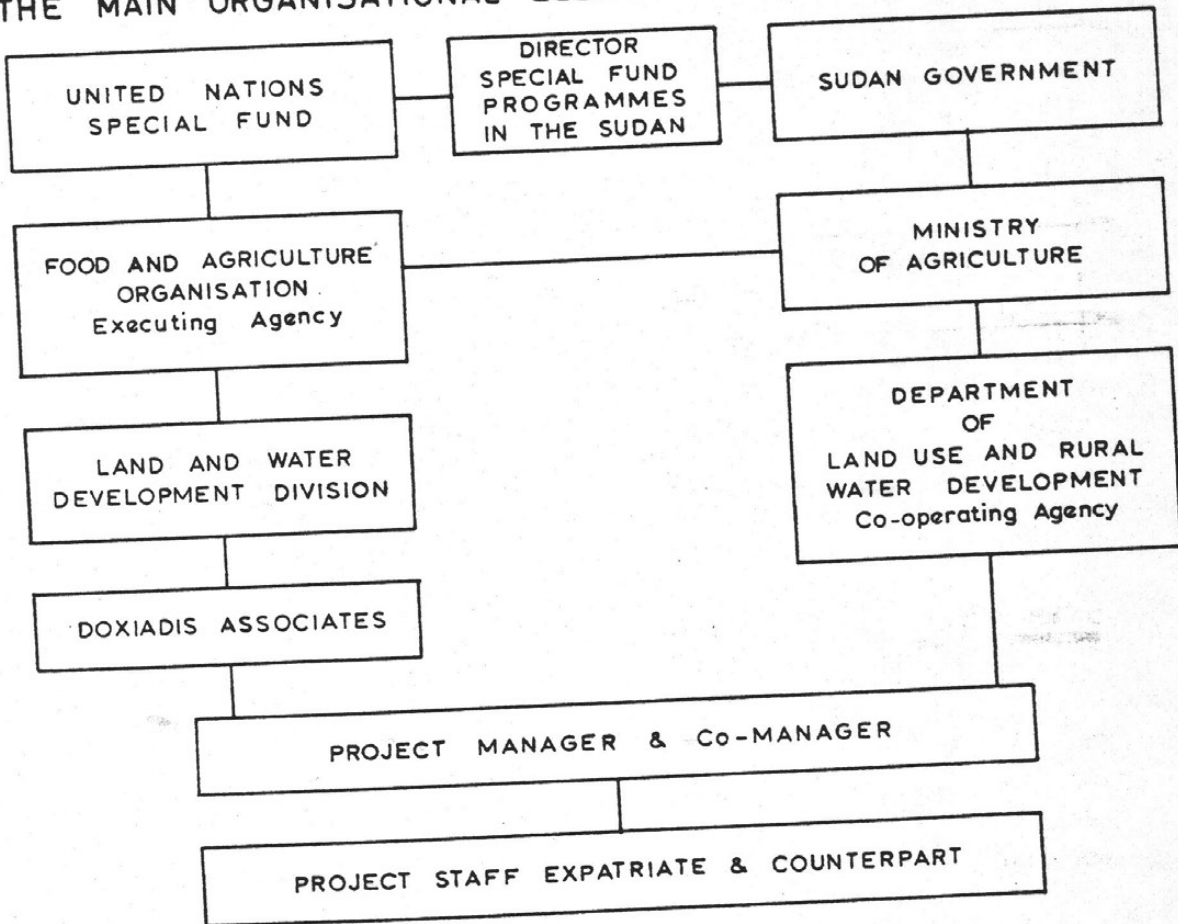 THE MAIN ORGANISATIONAL
UNITED NATIONS
SPECIAL FUND
DIRECTOR
SPECIAL FUND
PROGRAMMES
IN THE SUDAN
SUDAN GOVERNMENT
FOOD AND AGRICULTURE
ORGANISATION
Executing Agency
MINISTRY
OF AGRICULTURE
LAND AND WATER
DEVELOPMENT DIVISION
DEPARTMENT
OF
LAND USE AND RURAL
WATER DEVELOPMENT
Co-operating Agency
DOXIADIS ASSOCIATES
PROJECT MANAGER & Co-MANAGER
PROJECT STAFF EXPATRIATE & COUNTERPART